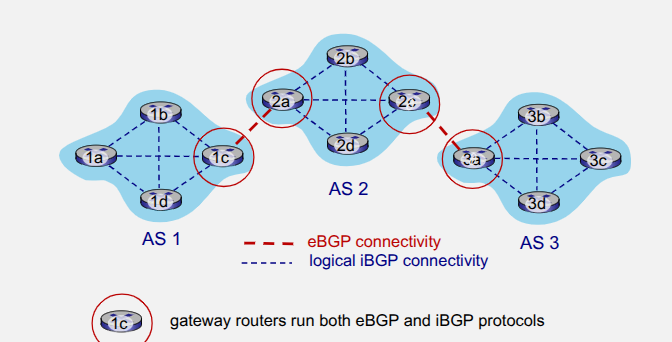 2b
2a
2c
2d
1b
1a
1c
1d
3b
3a
3c
3d
AS 2
AS 1
AS 3
eBGP connectivity
logical iBGP connectivity
1c
gateway routers run both eBGP and iBGP protocols